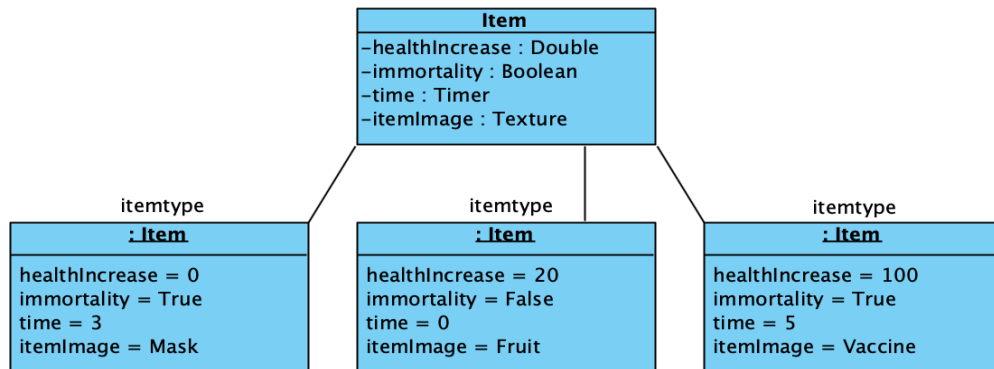 Item
-healthIncrease : Double
-immortality : Boolean
-time : Timer
-itemImage : Texture
itemtype
: Item
healthIncrease = 0
immortality = True
time = 3
itemImage = Mask
itemtype
: Item
healthIncrease = 20
immortality = False
time = 0
itemImage = Fruit
itemtype
: Item
healthIncrease = 100
immortality = True
time = 5
itemImage = Vaccine